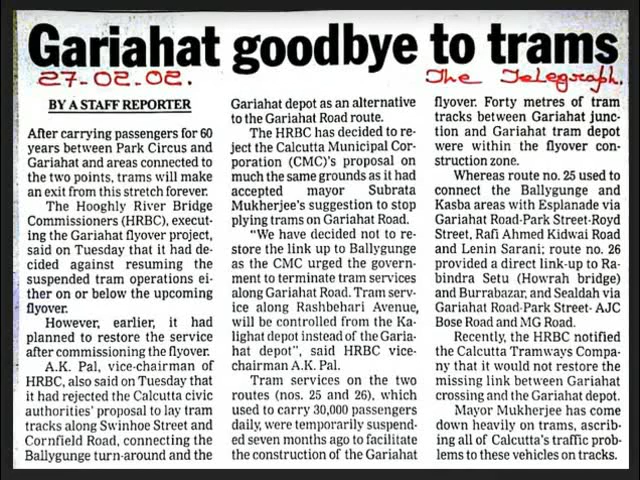 Gariahat goodbye to trams
27-02-02.
The Telegraph.
BY A STAFF REPORTER
After carrying passengers for 60
years between Park Circus and
Gariahat and areas connected to
the two points, trams will make
an exit from this stretch forever.
The Hooghly River Bridge
Commissioners (HRBC), execut-
ing the Gariahat flyover project,
said on Tuesday that it had de-
cided against resuming the
suspended tram operations ei-
ther on or below the upcoming
flyover.
However, earlier, it had
planned to restore the service
after commissioning the flyover.
A.K. Pal, vice-chairman of
HRBC, also said on Tuesday that
it had rejected the Calcutta civic
authorities' proposal to lay tram
tracks along Swinhoe Street and
Cornfield Road, connecting the
Ballygunge turn-around and the
Gariahat depot as an alternative
to the Gariahat Road route.
The HRBC has decided to re-
ject the Calcutta Municipal Cor-
poration (CMC)'s proposal on
much the same grounds as it had
accepted mayor Subrata
Mukherjee's suggestion to stop
plying trams on Gariahat Road.
"We have decided not to re-
store the link up to Ballygunge
as the CMC urged the govern-
ment to terminate tram services
along Gariahat Road. Tram serv-
ice along Rashbehari Avenue,
will be controlled from the Ka-
lighat depot instead of the Garia-
hat depot", said HRBC vice-
chairman A.K. Pal.
Tram services on the two
routes (nos. 25 and 26), which
used to carry 30,000 passengers
daily, were temporarily suspend-
ed seven months ago to facilitate
the construction of the Gariahat
flyover. Forty metres of tram
tracks between Gariahat junc-
tion and Gariahat tram depot
were within the flyover con-
struction zone.
Whereas route no. 25 used to
connect the Ballygunge and
Kasba areas with Esplanade via
Gariahat Road-Park Street-Royd
Street, Rafi Ahmed Kidwai Road
and Lenin Sarani; route no. 26
provided a direct link-up to Ra-
bindra Setu (Howrah bridge)
and Burrabazar, and Sealdah via
Gariahat Road-Park Street- AJC
Bose Road and MG Road.
Recently, the HRBC notified
the Calcutta Tramways Compa-
ny that it would not restore the
missing link between Gariahat
crossing and the Gariahat depot.
Mayor Mukherjee has come
down heavily on trams, ascrib-
ing all of Calcutta's traffic prob-
lems to these vehicles on tracks.